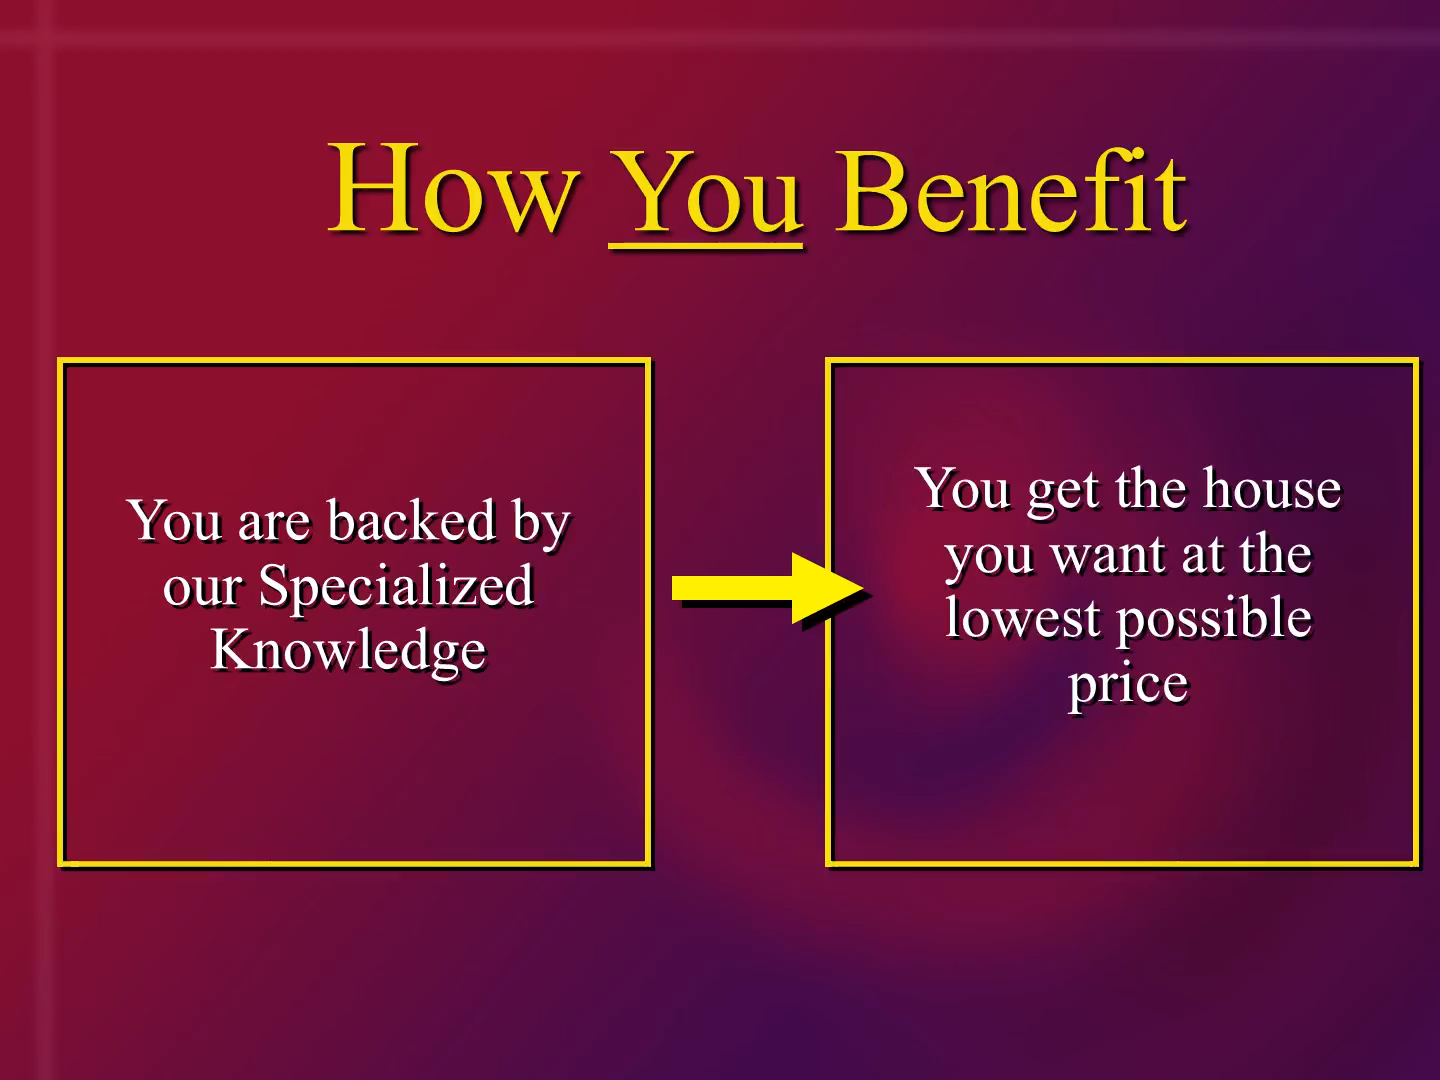 How You Benefit
You are backed by
our Specialized
Knowledge
You get the house
you want at the
lowest possible
price